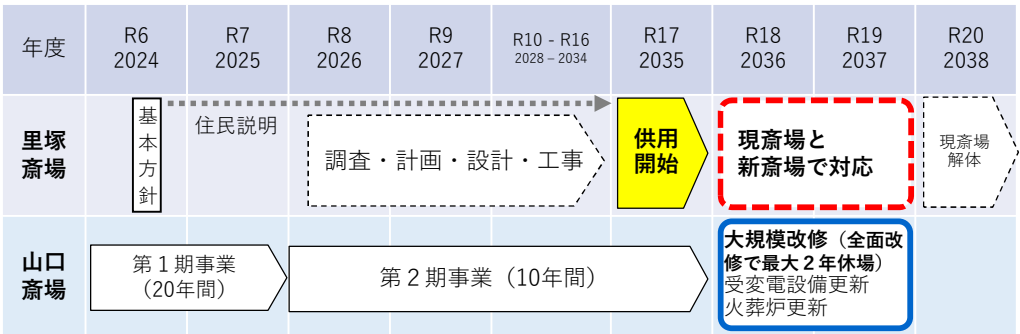 年度
R6
2024
R7
2025
R8
2026
R9
2027
R10 - R16
2028 – 2034
R17
2035
R18
2036
R19
2037
R20
2038
里塚
斎場
基本方針
住民説明
調査・計画・設計・工事
供用
開始
現斎場と
新斎場で対応
現斎場
解体
山口
斎場
第１期事業
（20年間）
第２期事業（10年間）
大規模改修（全面改
修で最大２年休場）
受変電設備更新
火葬炉更新